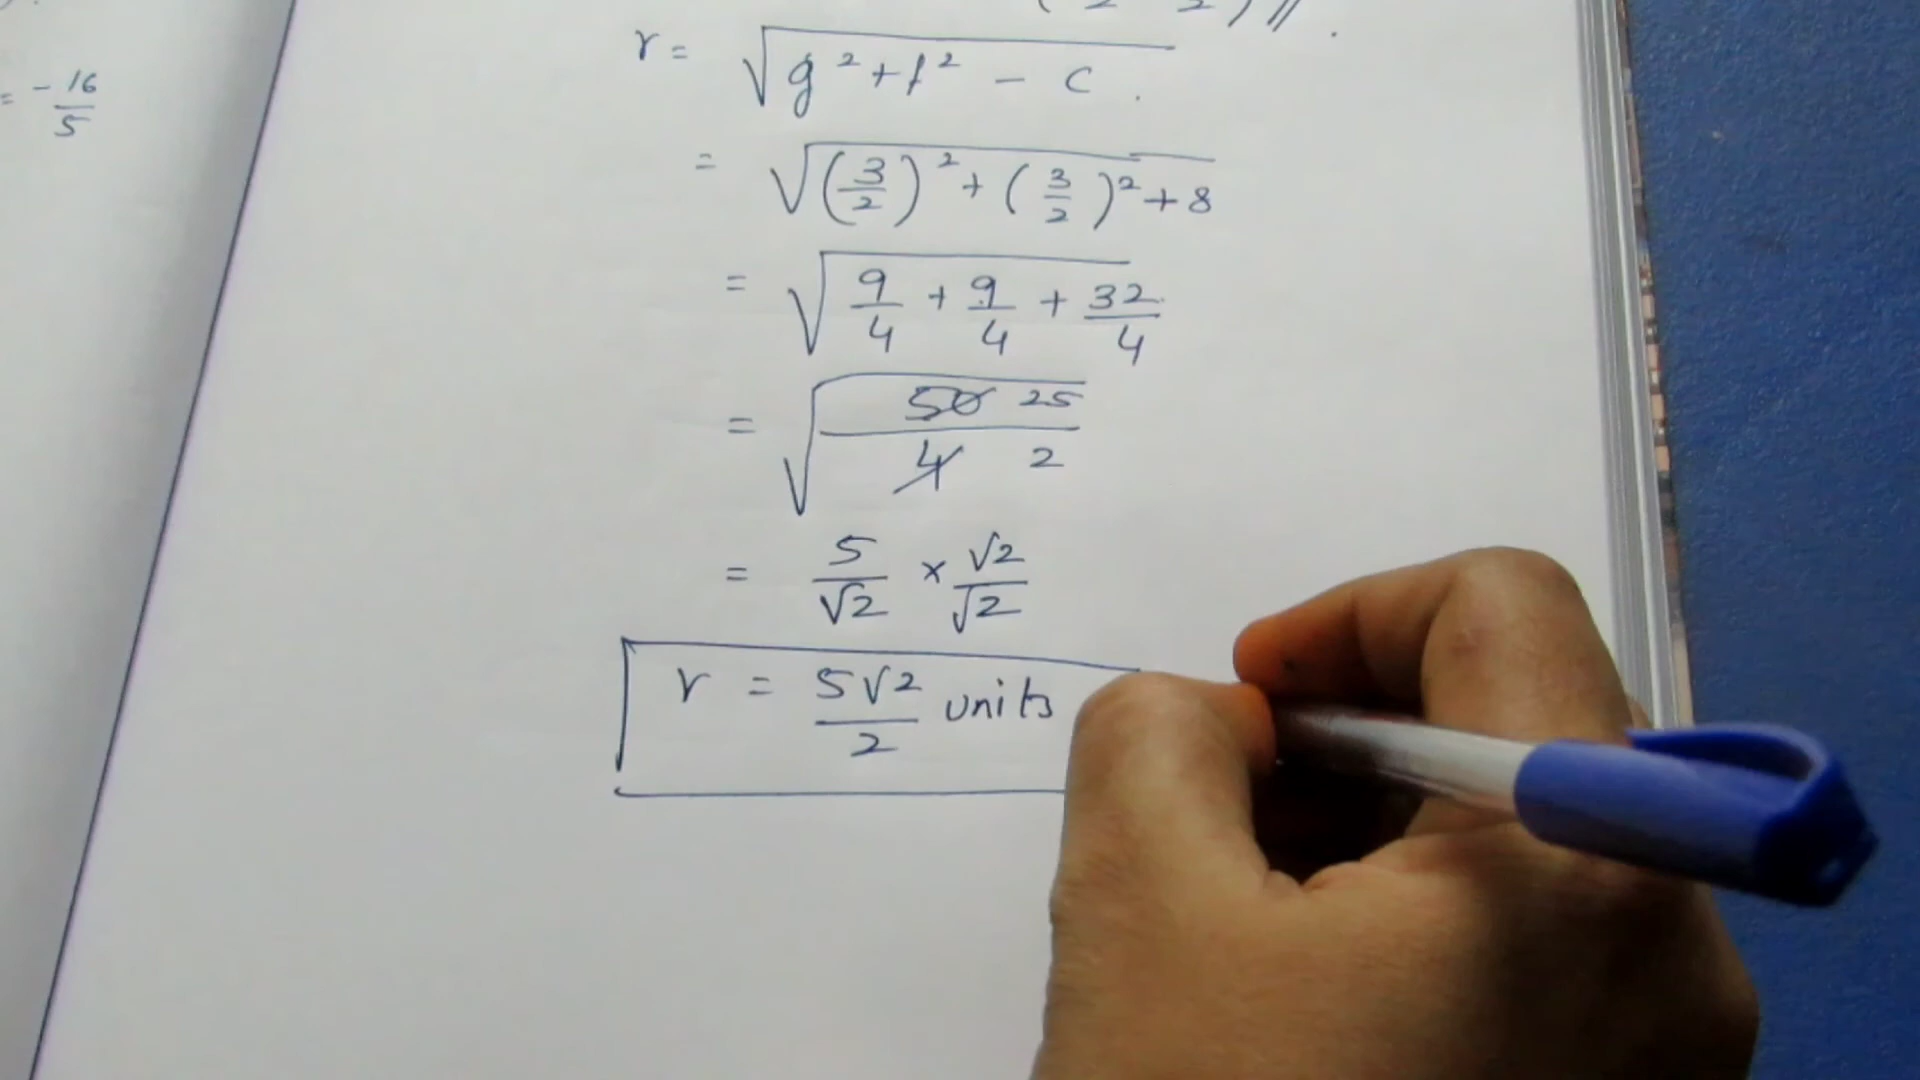 = -16/5
r = √(g² + f² - c)
= √((3/2)² + (3/2)² + 8)
= √(9/4 + 9/4 + 32/4)
= √(50/4 25/2)
= 5/√2 × √2/√2
r = 5√2/2 units